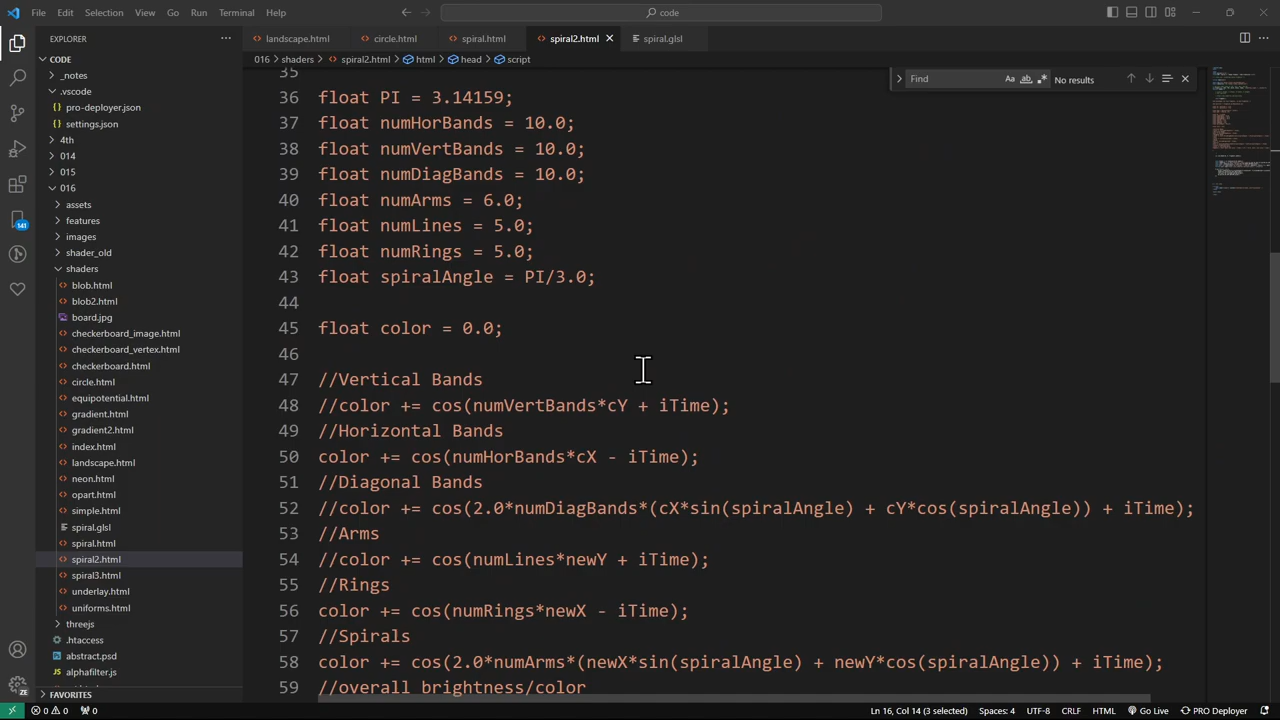 File Edit Selection View Go Run Terminal Help
code
EXPLORER
landscape.html circle.html spiral.html spiral2.html spiral.glsl
016 shaders spiral2.html html head script
Find Aa ab No results
CODE
_notes
.vscode
pro-deployer.json
settings.json
4th
014
015
016
assets
features
images
shader_old
shaders
blob.html
blob2.html
board.jpg
checkerboard_image.html
checkerboard_vertex.html
checkerboard.html
circle.html
equipotential.html
gradient.html
gradient2.html
index.html
landscape.html
neon.html
opart.html
simple.html
spiral.glsl
spiral.html
spiral2.html
spiral3.html
underlay.html
uniforms.html
threejs
.htaccess
abstract.psd
alphafilter.js
FAVORITES
141
ZE
35
36 float PI = 3.14159;
37 float numHorBands = 10.0;
38 float numVertBands = 10.0;
39 float numDiagBands = 10.0;
40 float numArms = 6.0;
41 float numLines = 5.0;
42 float numRings = 5.0;
43 float spiralAngle = PI/3.0;
44
45 float color = 0.0;
46
47 //Vertical Bands
48 //color += cos(numVertBands*cY + iTime);
49 //Horizontal Bands
50 color += cos(numHorBands*cX - iTime);
51 //Diagonal Bands
52 //color += cos(2.0*numDiagBands*(cX*sin(spiralAngle) + cY*cos(spiralAngle)) + iTime);
53 //Arms
54 //color += cos(numLines*newY + iTime);
55 //Rings
56 color += cos(numRings*newX - iTime);
57 //Spirals
58 color += cos(2.0*numArms*(newX*sin(spiralAngle) + newY*cos(spiralAngle)) + iTime);
59 //overall brightness/color
0 0 0 Ln 16, Col 14 (3 selected) Spaces: 4 UTF-8 CRLF HTML Go Live PRO Deployer